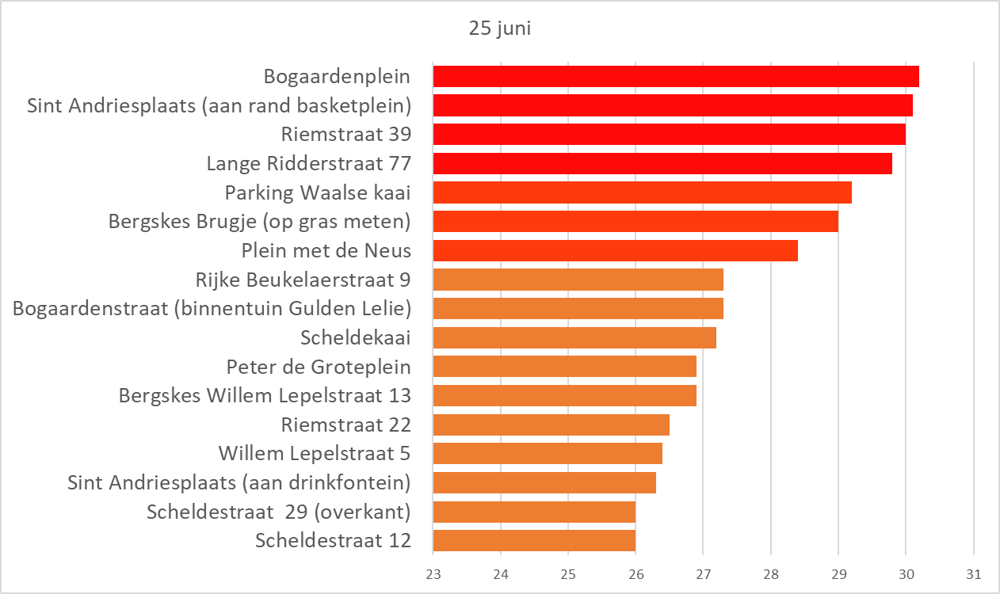 25 juni
Bogaardenplein
Sint Andriesplaats (aan rand basketplein)
Riemstraat 39
Lange Ridderstraat 77
Parking Waalse kaai
Bergskes Brugje (op gras meten)
Plein met de Neus
Rijke Beukelaerstraat 9
Bogaardenstraat (binnentuin Gulden Lelie)
Scheldekaai
Peter de Groteplein
Bergskes Willem Lepelstraat 13
Riemstraat 22
Willem Lepelstraat 5
Sint Andriesplaats (aan drinkfontein)
Scheldestraat  29 (overkant)
Scheldestraat 12
23 24 25 26 27 28 29 30 31